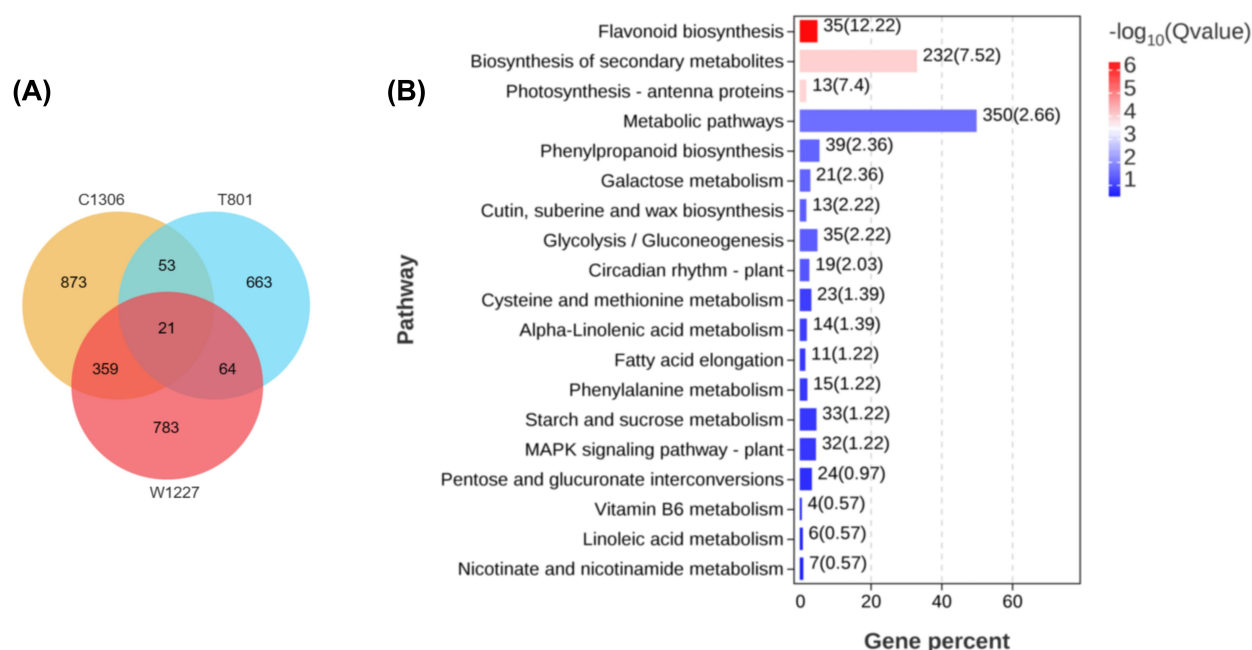 (A)
C1306
T801
53
873
663
21
359
64
783
W1227
(B)
Pathway
Flavonoid biosynthesis 35(12.22)
Biosynthesis of secondary metabolites 232(7.52)
Photosynthesis - antenna proteins 13(7.4)
Metabolic pathways 350(2.66)
Phenylpropanoid biosynthesis 39(2.36)
Galactose metabolism 21(2.36)
Cutin, suberine and wax biosynthesis 13(2.22)
Glycolysis / Gluconeogenesis 35(2.22)
Circadian rhythm - plant 19(2.03)
Cysteine and methionine metabolism 23(1.39)
Alpha-Linolenic acid metabolism 14(1.39)
Fatty acid elongation 11(1.22)
Phenylalanine metabolism 15(1.22)
Starch and sucrose metabolism 33(1.22)
MAPK signaling pathway - plant 32(1.22)
Pentose and glucuronate interconversions 24(0.97)
Vitamin B6 metabolism 4(0.57)
Linoleic acid metabolism 6(0.57)
Nicotinate and nicotinamide metabolism 7(0.57)
0 20 40 60
Gene percent
-log10(Qvalue)
6
5
4
3
2
1